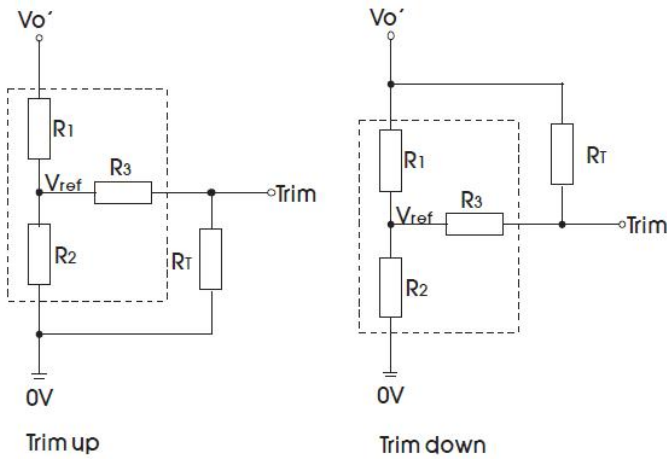 Vo´
R1
Vref
R3
Trim
R2
RT
0V
Trim up
Vo´
R1
RT
Vref
R3
Trim
R2
0V
Trim down